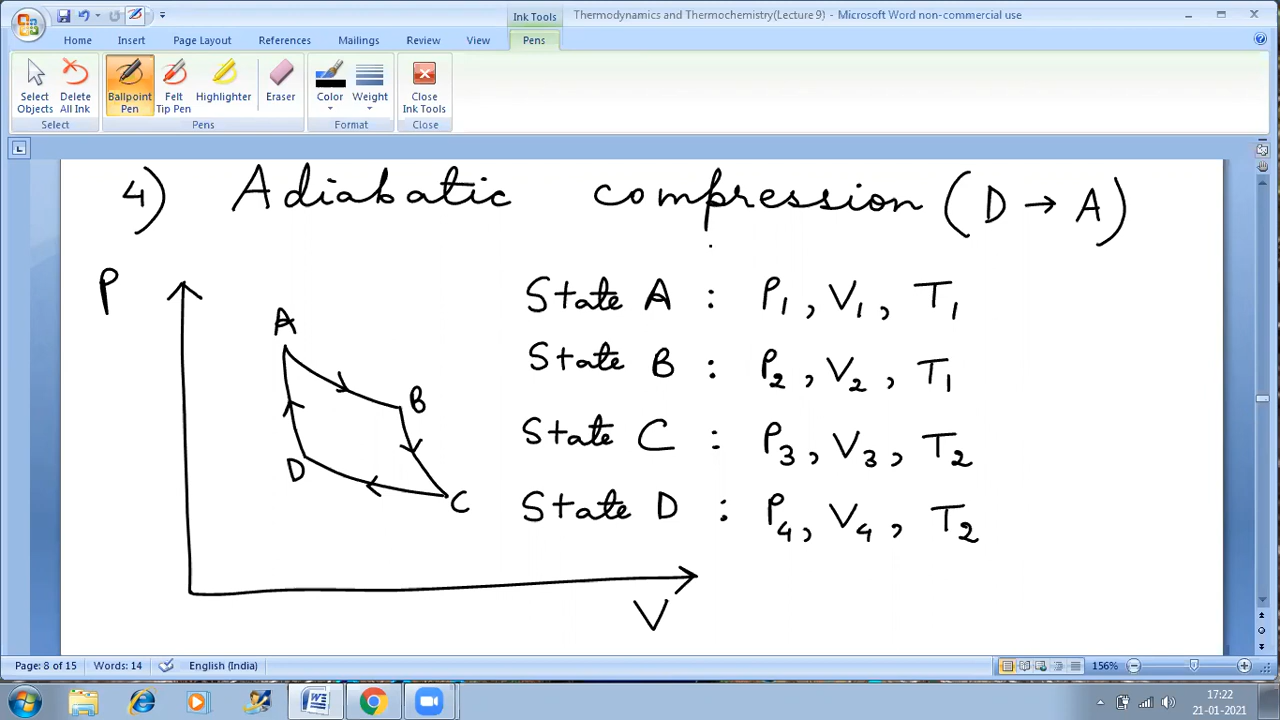 Ink Tools
Thermodynamics and Thermochemistry(Lecture 9) - Microsoft Word non-commercial use
Home Insert Page Layout References Mailings Review View Pens
Select Objects
Delete All Ink
Ballpoint Pen
Felt Tip Pen
Highlighter
Eraser
Color
Weight
Close Ink Tools
Select Pens Format Close
4) Adiabatic compression (D → A)
P
A
B
C
D
V
State A : P1, V1, T1
State B : P2, V2, T1
State C : P3, V3, T2
State D : P4, V4, T2
Page: 8 of 15 Words: 14 English (India) 156%
17:22
21-01-2021